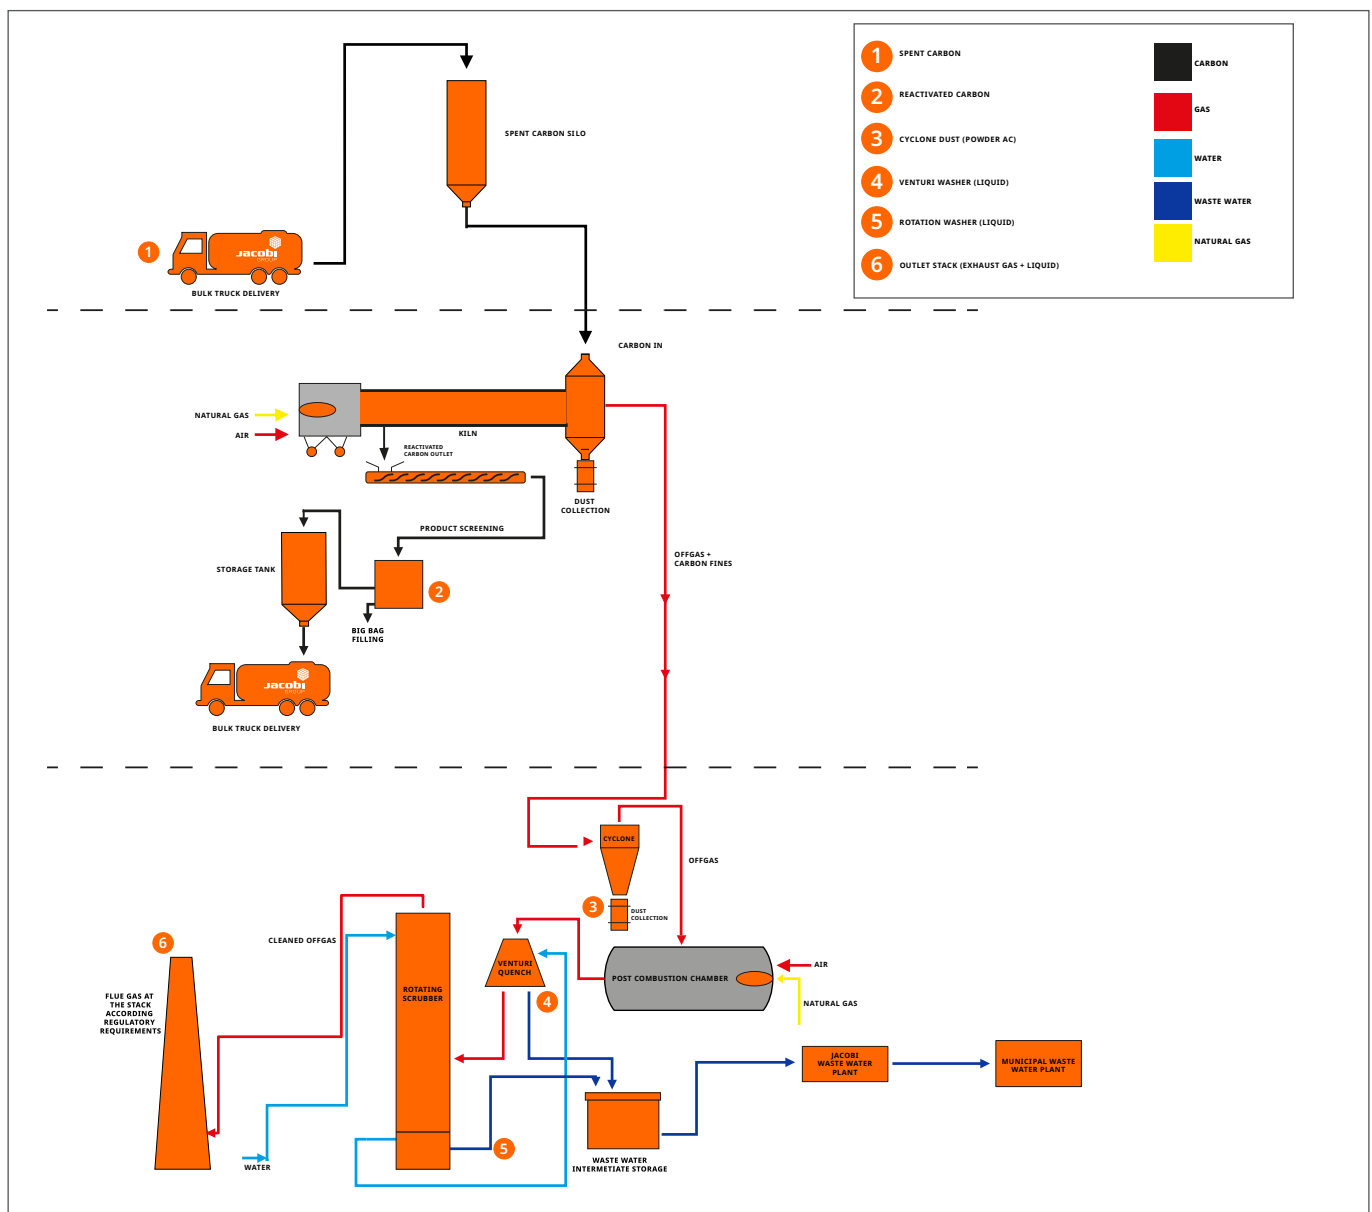 1 SPENT CARBON
2 REACTIVATED CARBON
3 CYCLONE DUST (POWDER AC)
4 VENTURI WASHER (LIQUID)
5 ROTATION WASHER (LIQUID)
6 OUTLET STACK (EXHAUST GAS + LIQUID)
CARBON
GAS
WATER
WASTE WATER
NATURAL GAS
SPENT CARBON SILO
1
Jacobi
GROUP
BULK TRUCK DELIVERY
CARBON IN
NATURAL GAS
AIR
KILN
REACTIVATED
CARBON OUTLET
DUST
COLLECTION
PRODUCT SCREENING
STORAGE TANK
2
BIG BAG
FILLING
Jacobi
GROUP
BULK TRUCK DELIVERY
OFFGAS +
CARBON FINES
CYCLONE
OFFGAS
3
DUST
COLLECTION
6
CLEANED OFFGAS
VENTURI
QUENCH
POST COMBUSTION CHAMBER
AIR
NATURAL GAS
4
ROTATING
SCRUBBER
FLUE GAS AT
THE STACK
ACCORDING
REGULATORY
REQUIREMENTS
JACOBI
WASTE WATER
PLANT
MUNICIPAL WASTE
WATER PLANT
5
WATER
WASTE WATER
INTERMETIATE STORAGE